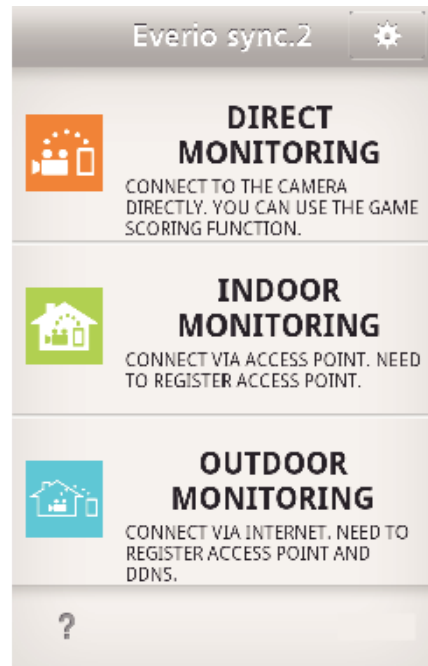 Everio sync.2
DIRECT
MONITORING
CONNECT TO THE CAMERA
DIRECTLY. YOU CAN USE THE GAME
SCORING FUNCTION.
INDOOR
MONITORING
CONNECT VIA ACCESS POINT. NEED
TO REGISTER ACCESS POINT.
OUTDOOR
MONITORING
CONNECT VIA INTERNET. NEED TO
REGISTER ACCESS POINT AND
DDNS.
?